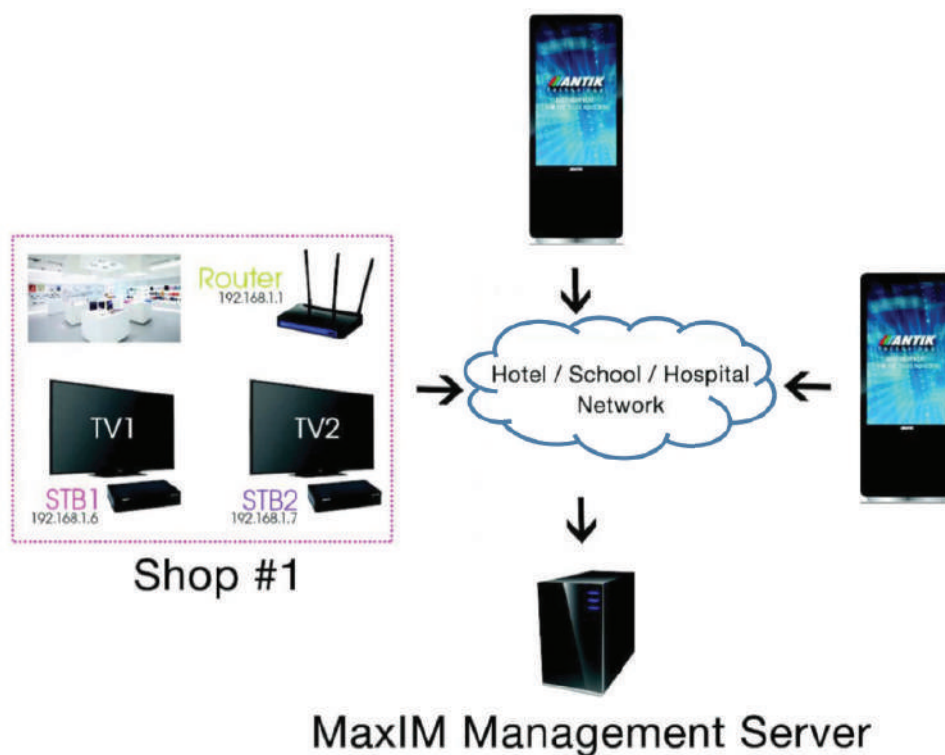 ANTIK
Router
192.168.1.1
TV1
TV2
STB1
192.168.1.6
STB2
192.168.1.7
Shop #1
Hotel / School / Hospital
Network
ANTIK
MaxIM Management Server